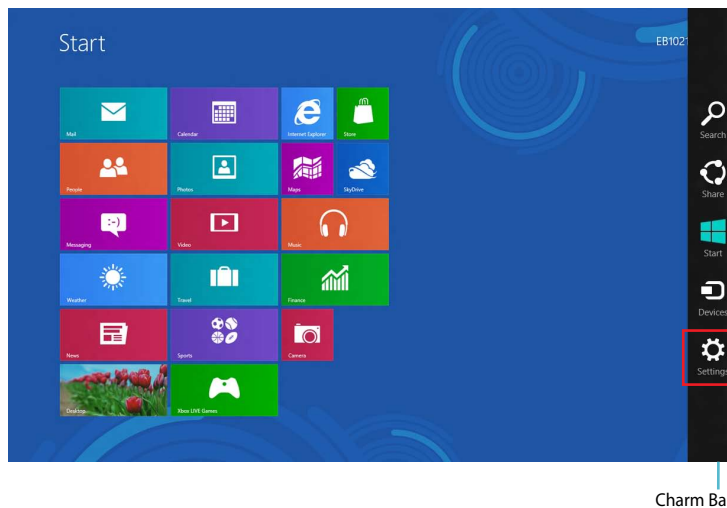 Start
EB1021
Mail
Calendar
Internet Explorer
Store
People
Photos
Maps
SkyDrive
Messaging
Video
Music
Weather
Travel
Finance
News
Sports
Camera
Desktop
Xbox LIVE Games
Search
Share
Start
Devices
Settings
Charm Ba